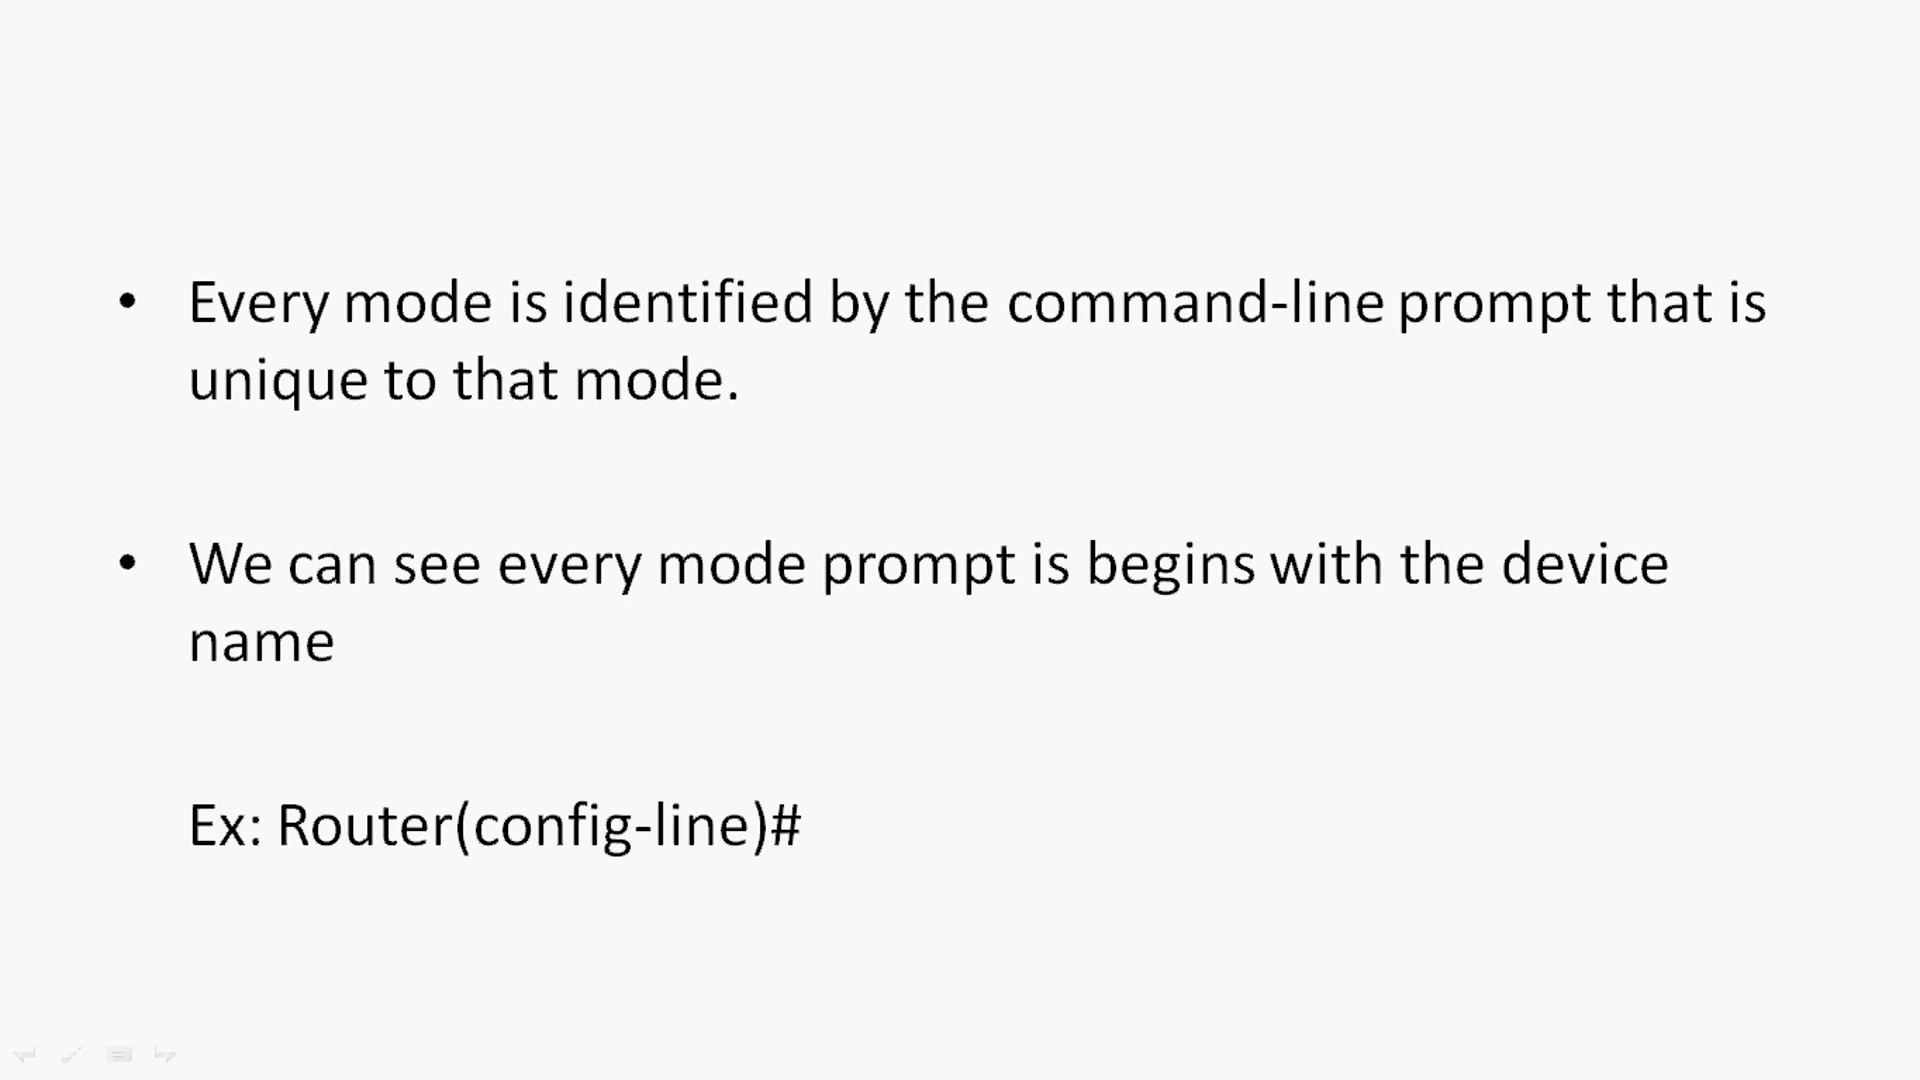 • Every mode is identified by the command-line prompt that is
unique to that mode.
• We can see every mode prompt is begins with the device
name
Ex: Router(config-line)#